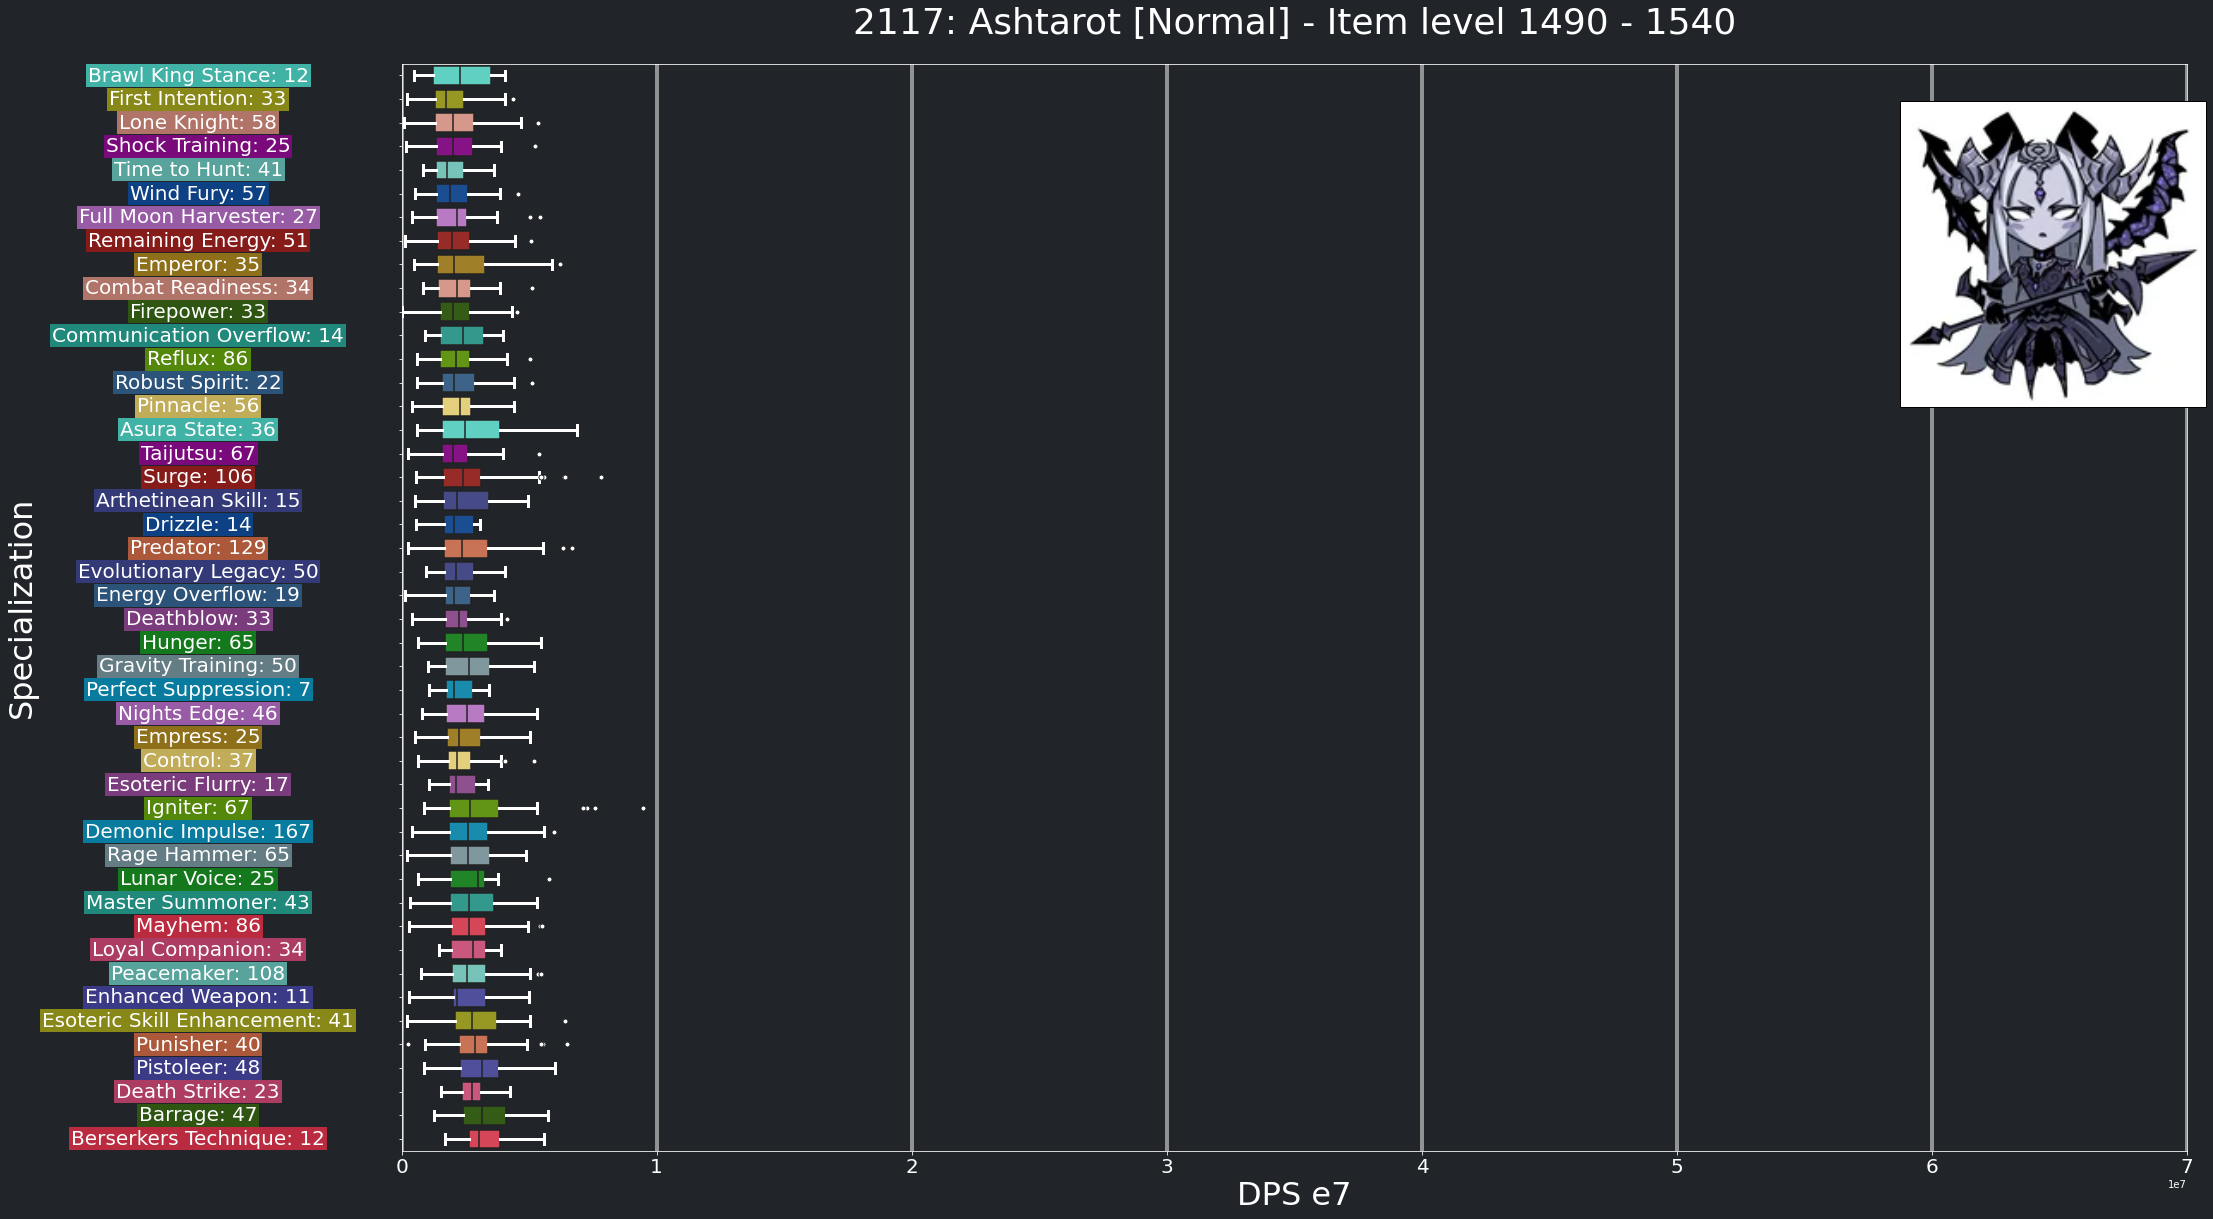 2117: Ashtarot [Normal] - Item level 1490 - 1540
Specialization
Brawl King Stance: 12
First Intention: 33
Lone Knight: 58
Shock Training: 25
Time to Hunt: 41
Wind Fury: 57
Full Moon Harvester: 27
Remaining Energy: 51
Emperor: 35
Combat Readiness: 34
Firepower: 33
Communication Overflow: 14
Reflux: 86
Robust Spirit: 22
Pinnacle: 56
Asura State: 36
Taijutsu: 67
Surge: 106
Arthetinean Skill: 15
Drizzle: 14
Predator: 129
Evolutionary Legacy: 50
Energy Overflow: 19
Deathblow: 33
Hunger: 65
Gravity Training: 50
Perfect Suppression: 7
Nights Edge: 46
Empress: 25
Control: 37
Esoteric Flurry: 17
Igniter: 67
Demonic Impulse: 167
Rage Hammer: 65
Lunar Voice: 25
Master Summoner: 43
Mayhem: 86
Loyal Companion: 34
Peacemaker: 108
Enhanced Weapon: 11
Esoteric Skill Enhancement: 41
Punisher: 40
Pistoleer: 48
Death Strike: 23
Barrage: 47
Berserkers Technique: 12
0 1 2 3 4 5 6 7
1e7
DPS e7